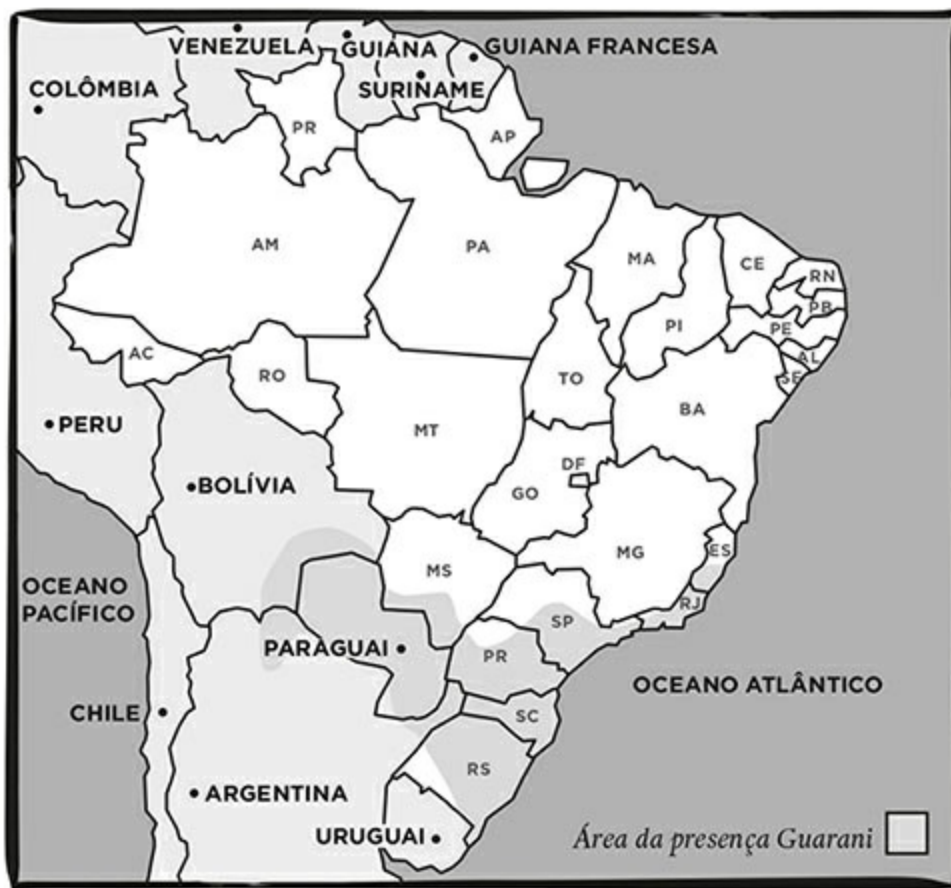 VENEZUELA
GUIANA
GUIANA FRANCESA
COLÔMBIA
SURINAME
PR
AP
AM
PA
MA
CE
RN
PB
PI
PE
AC
AL
RO
TO
SE
BA
PERU
MT
DF
BOLÍVIA
GO
MG
ES
MS
OCEANO
PACÍFICO
RJ
SP
PARAGUAI
PR
OCEANO ATLÂNTICO
CHILE
SC
RS
ARGENTINA
URUGUAI
Área da presença Guarani